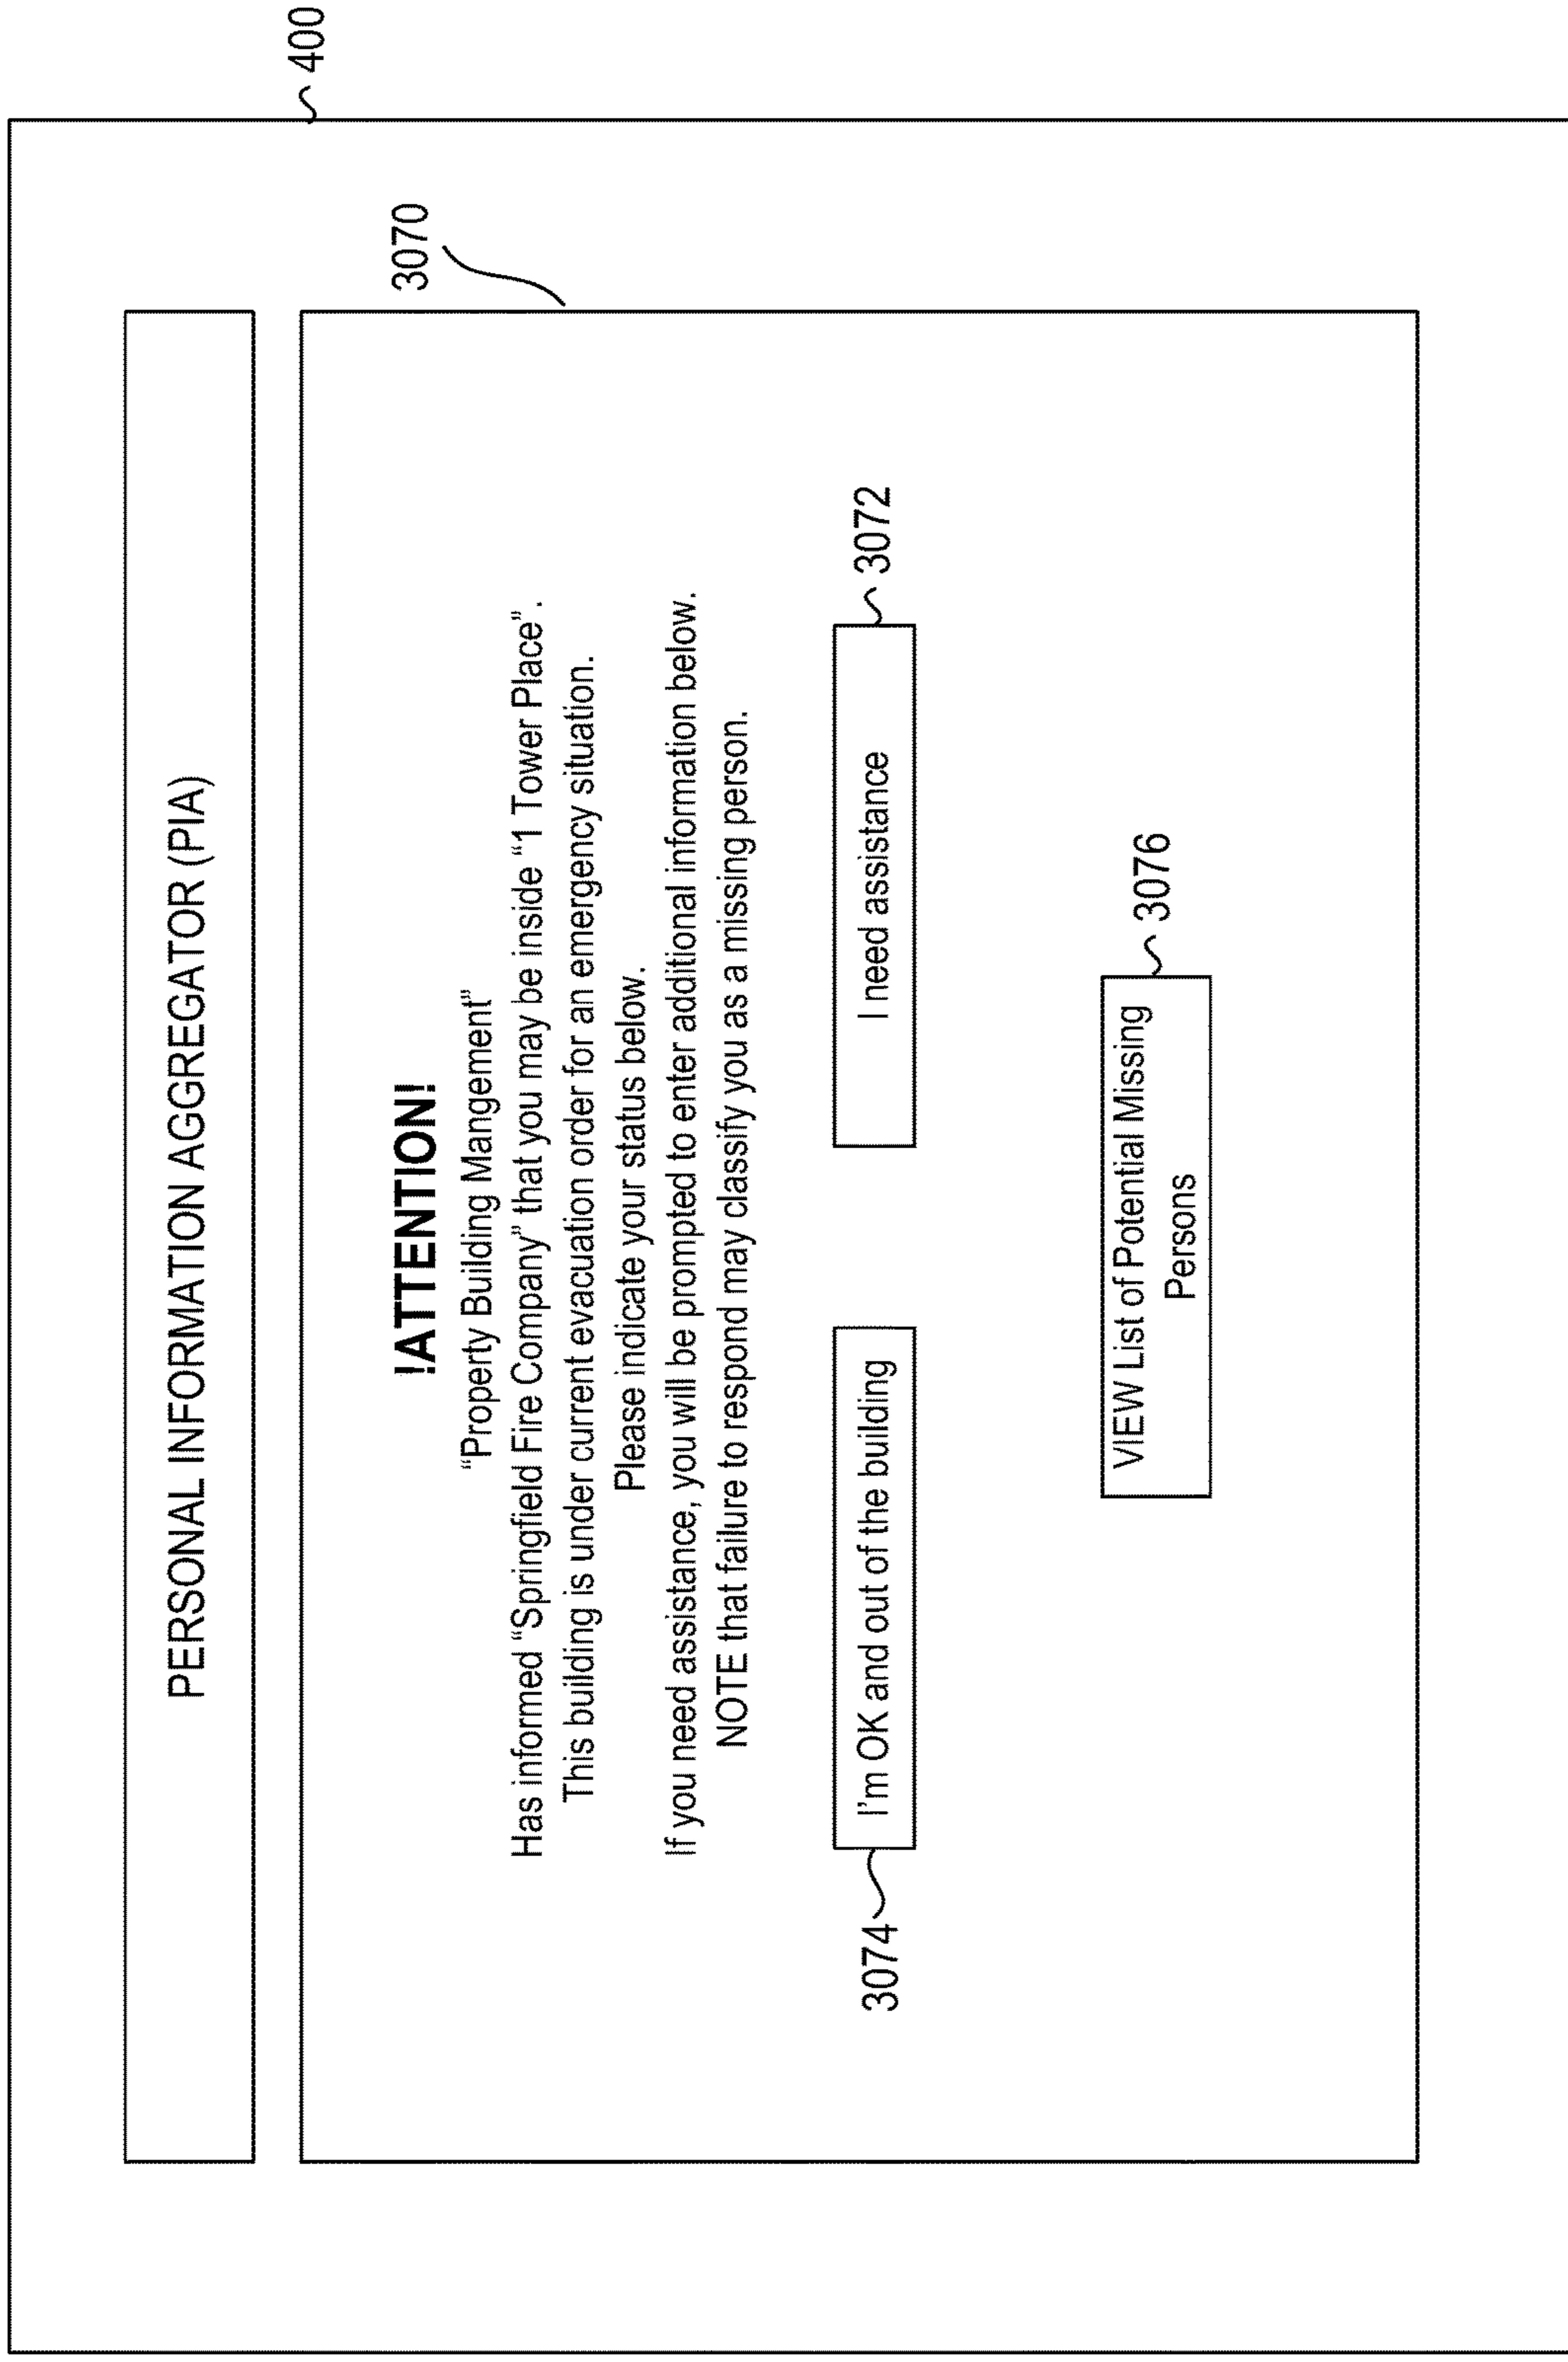 400
PERSONAL INFORMATION AGGREGATOR (PIA)
3070
!ATTENTION!
“Property Building Mangement”
Has informed “Springfield Fire Company” that you may be inside “1 Tower Place”.
This building is under current evacuation order for an emergency situation.
Please indicate your status below.
If you need assistance, you will be prompted to enter additional information below.
NOTE that failure to respond may classify you as a missing person.
3074
I'm OK and out of the building
I need assistance
3072
VIEW List of Potential Missing
Persons
3076